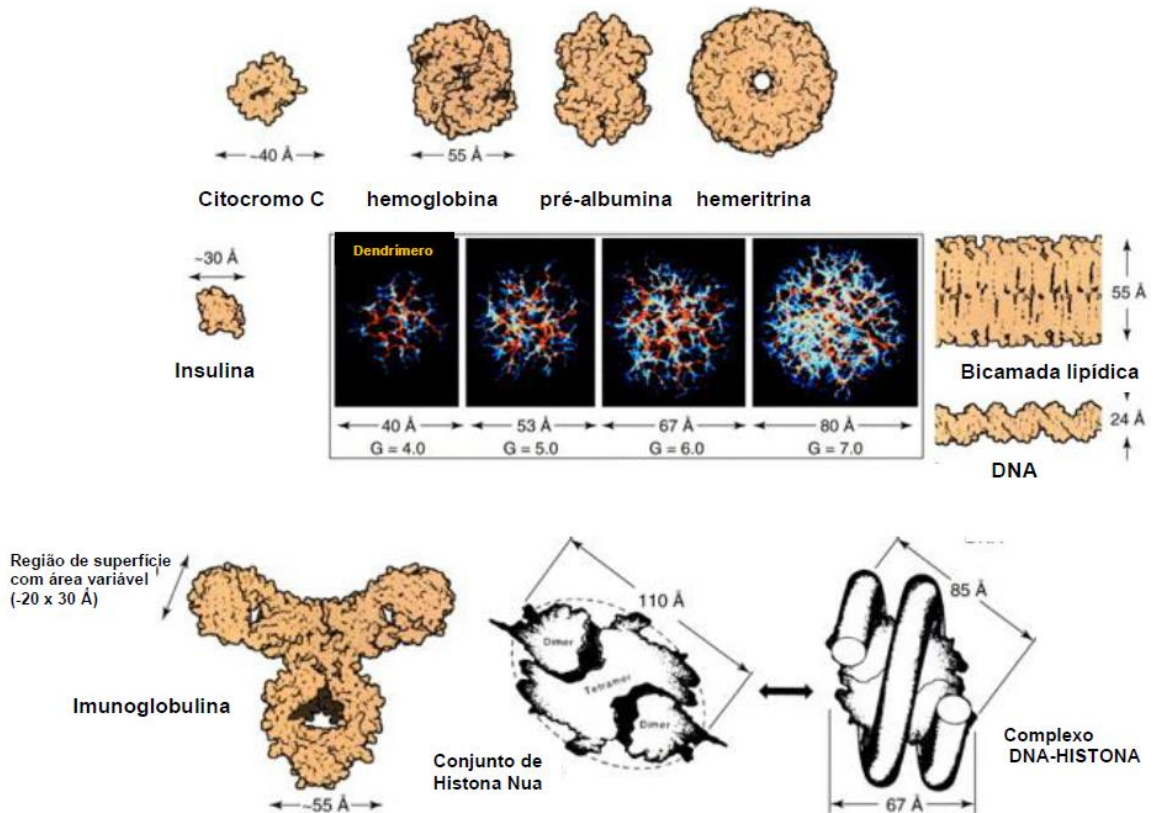 ~40 Å
55 Å
Citocromo C
hemoglobina
pré-albumina
hemeritrina
~30 Å
Insulina
Dendrímero
40 Å
G = 4.0
53 Å
G = 5.0
67 Å
G = 6.0
80 Å
G = 7.0
55 Å
Bicamada lipídica
24 Å
DNA
Região de superfície
com área variável
(-20 x 30 Å)
Imunoglobulina
~55 Å
110 Å
Dimer
Tetramer
Dimer
Conjunto de
Histona Nua
85 Å
67 Å
Complexo
DNA-HISTONA